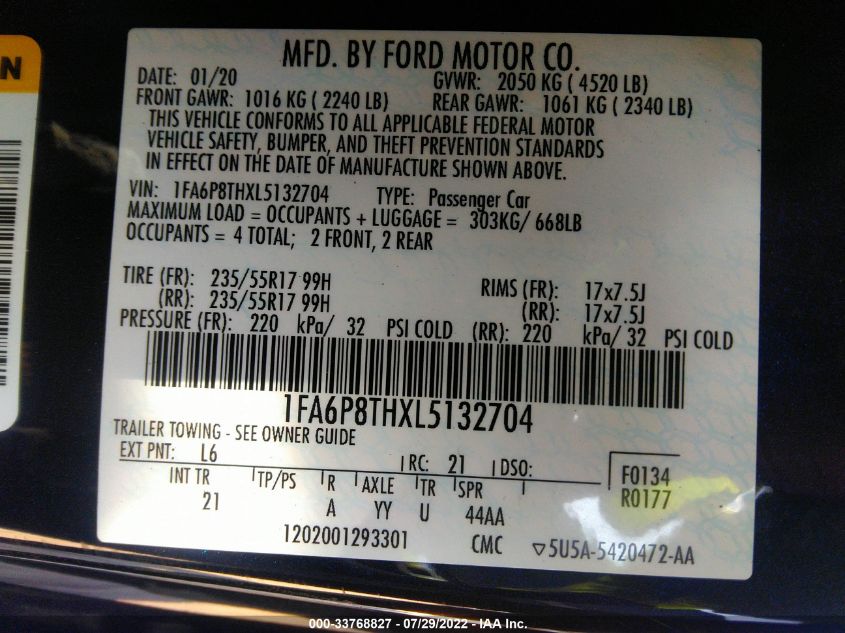 N
MFD. BY FORD MOTOR CO.
DATE: 01/20 GVWR: 2050 KG ( 4520 LB)
FRONT GAWR: 1016 KG ( 2240 LB) REAR GAWR: 1061 KG ( 2340 LB)
THIS VEHICLE CONFORMS TO ALL APPLICABLE FEDERAL MOTOR
VEHICLE SAFETY, BUMPER, AND THEFT PREVENTION STANDARDS
IN EFFECT ON THE DATE OF MANUFACTURE SHOWN ABOVE.
VIN: 1FA6P8THXL5132704 TYPE: Passenger Car
MAXIMUM LOAD = OCCUPANTS + LUGGAGE = 303KG/ 668LB
OCCUPANTS = 4 TOTAL; 2 FRONT, 2 REAR
TIRE (FR): 235/55R17 99H RIMS (FR): 17x7.5J
(RR): 235/55R17 99H (RR): 17x7.5J
PRESSURE (FR): 220 kPa/ 32 PSI COLD (RR): 220 kPa/ 32 PSI COLD
1FA6P8THXL5132704
TRAILER TOWING - SEE OWNER GUIDE
EXT PNT: L6 RC: 21 DSO: F0134
INT TR TP/PS R AXLE TR SPR R0177
21 A YY U 44AA
1202001293301 CMC ▽5U5A-5420472-AA
000-33768827 - 07/29/2022 - IAA Inc.